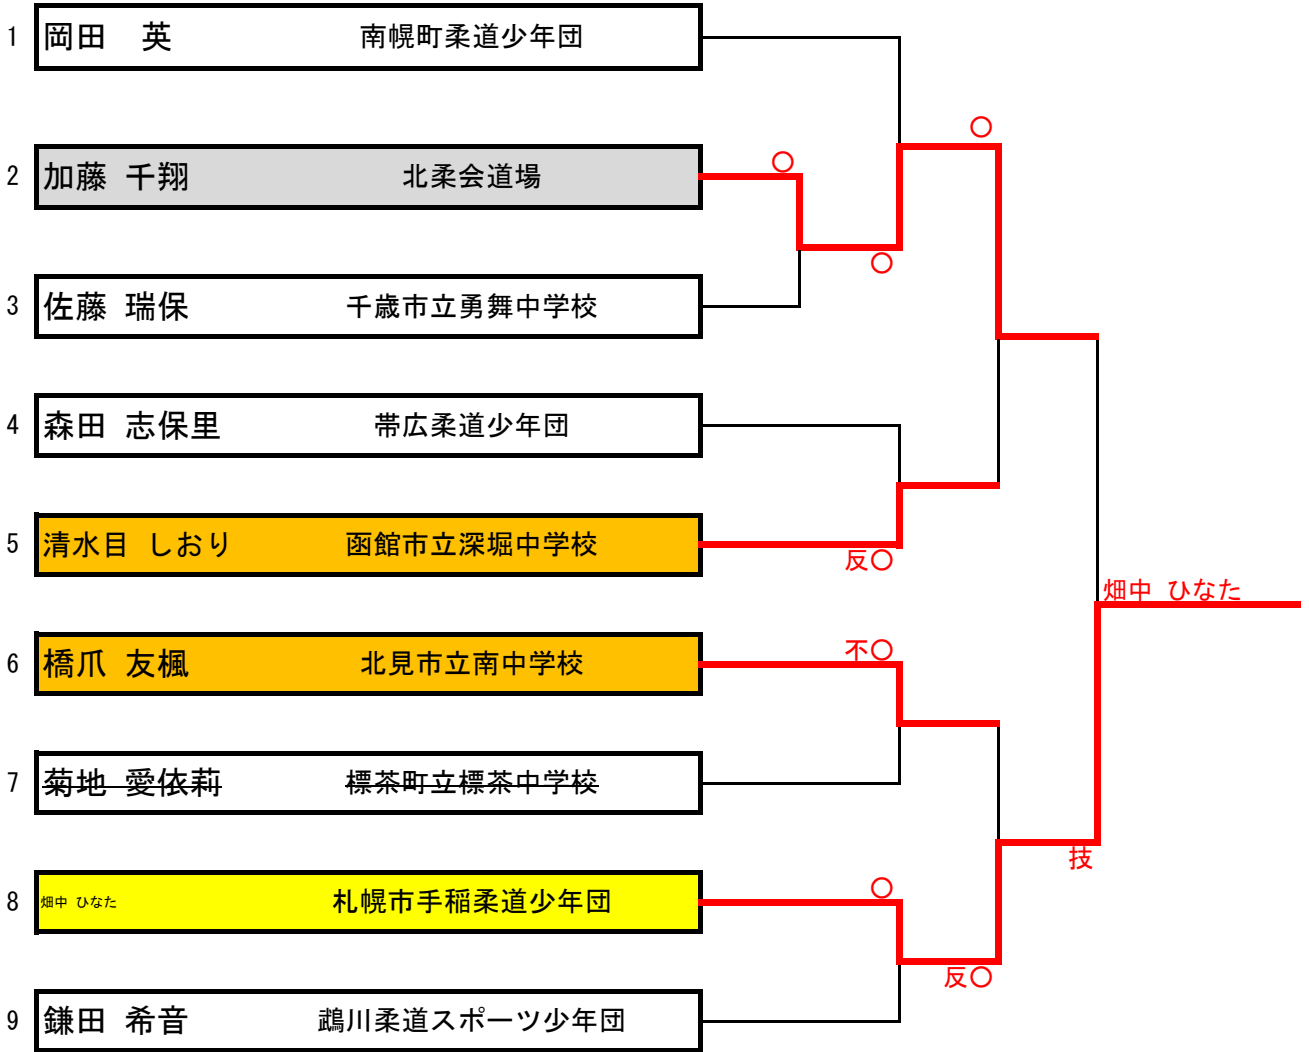 1 岡田　英 南幌町柔道少年団
〇
〇
2 加藤 千翔 北柔会道場
〇
3 佐藤 瑞保 千歳市立勇舞中学校
4 森田 志保里 帯広柔道少年団
5 清水目 しおり 函館市立深堀中学校
反〇
畑中 ひなた
不〇
6 橋爪 友楓 北見市立南中学校
7 菊地 愛依莉 標茶町立標茶中学校
技
〇
8 畑中 ひなた 札幌市手稲柔道少年団
反〇
9 鎌田 希音 鵡川柔道スポーツ少年団